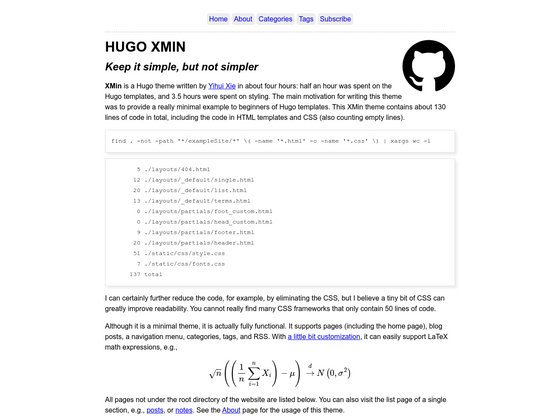 Home About Categories Tags Subscribe
HUGO XMIN
Keep it simple, but not simpler
XMin is a Hugo theme written by Yihui Xie in about four hours: half an hour was spent on the
Hugo templates, and 3.5 hours were spent on styling. The main motivation for writing this theme
was to provide a really minimal example to beginners of Hugo templates. This XMin theme contains about 130
lines of code in total, including the code in HTML templates and CSS (also counting empty lines).
find . -not -path "*/exampleSite/*" \( -name '*.html' -o -name '*.css' \) | xargs wc -l
5 ./layouts/404.html
12 ./layouts/_default/single.html
20 ./layouts/_default/list.html
13 ./layouts/_default/terms.html
0 ./layouts/partials/foot_custom.html
0 ./layouts/partials/head_custom.html
9 ./layouts/partials/footer.html
20 ./layouts/partials/header.html
51 ./static/css/style.css
7 ./static/css/fonts.css
137 total
I can certainly further reduce the code, for example, by eliminating the CSS, but I believe a tiny bit of CSS can
greatly improve readability. You cannot really find many CSS frameworks that only contain 50 lines of code.
Although it is a minimal theme, it is actually fully functional. It supports pages (including the home page), blog
posts, a navigation menu, categories, tags, and RSS. With a little bit customization, it can easily support LaTeX
math expressions, e.g.,
√n ((1/n ∑_{i=1}^{n} X_i) − μ) →^d N (0, σ²)
All pages not under the root directory of the website are listed below. You can also visit the list page of a single
section, e.g., posts, or notes. See the About page for the usage of this theme.